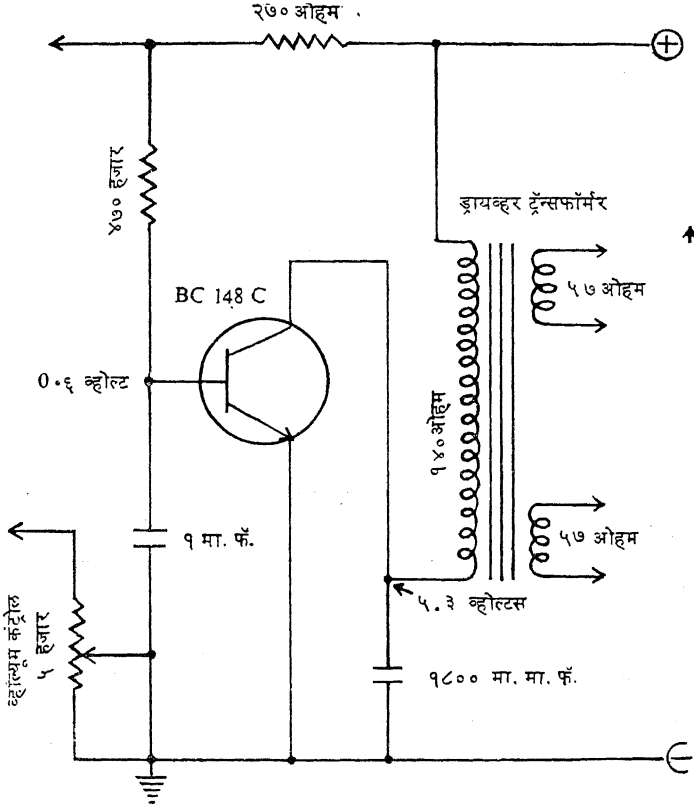 २७० ओहम
४७० हजार
ड्रायव्हर ट्रॅन्सफॉर्मर
BC 148 C
५७ ओहम
0.६ व्होल्ट
१४० ओहम
१ मा. फॅ.
५७ ओहम
५.३ व्होल्टस
व्हॉल्यूम कंट्रोल
५ हजार
१८०० मा. मा. फॅ.